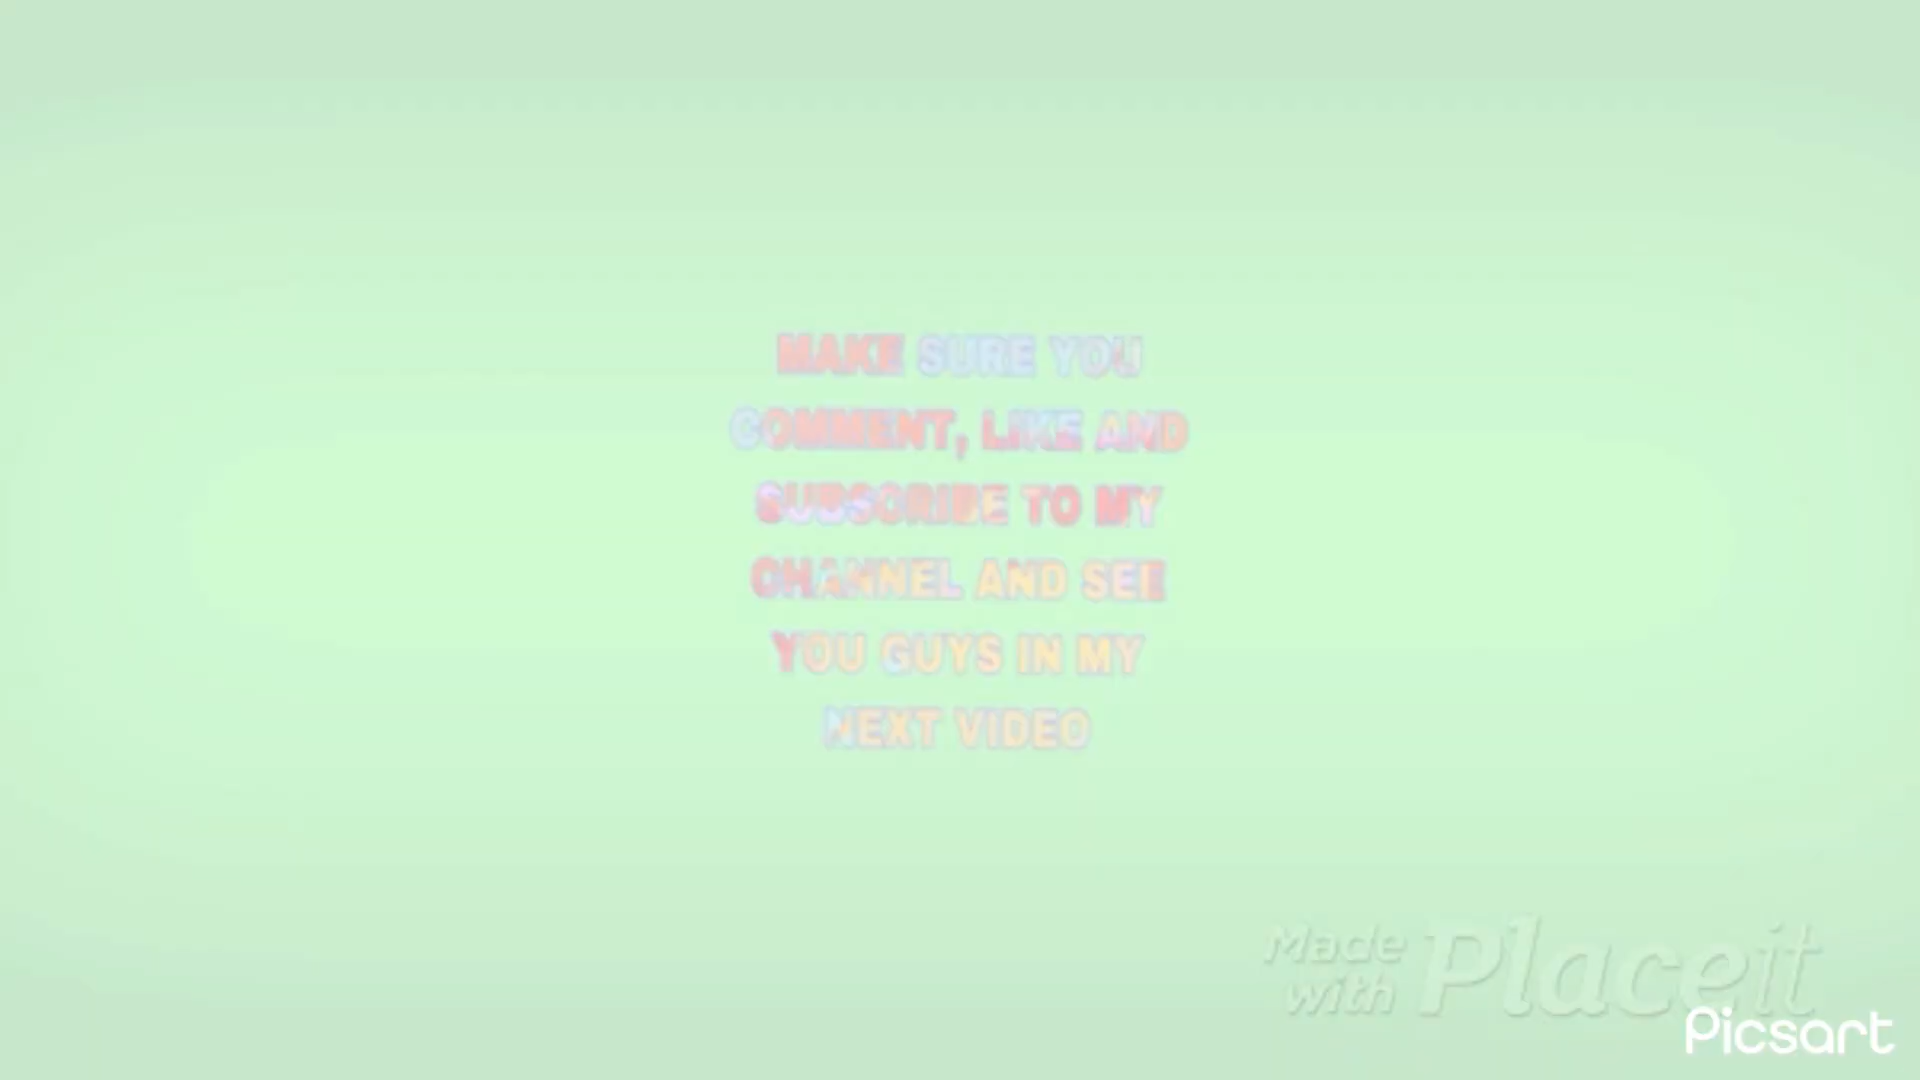 MAKE SURE YOU
COMMENT, LIKE AND
SUBSCRIBE TO MY
CHANNEL AND SEE
YOU GUYS IN MY
NEXT VIDEO
Made
with Placeit
Picsart